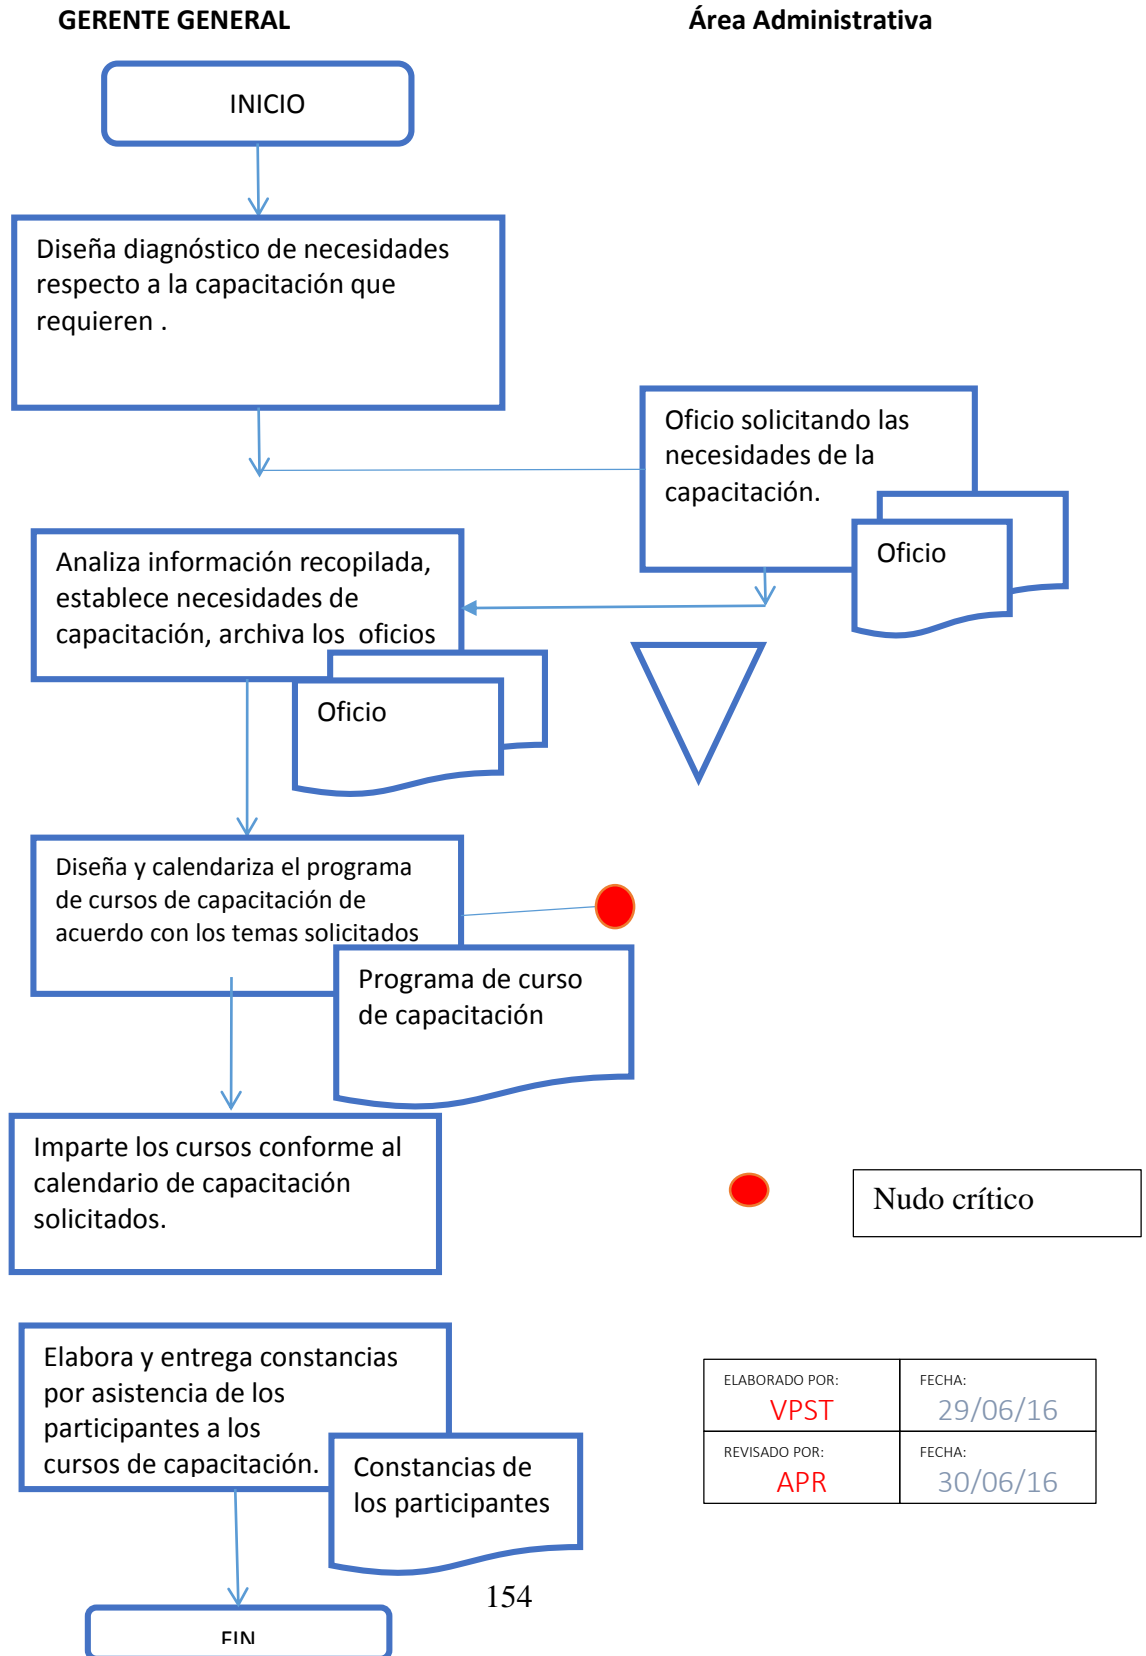 GERENTE GENERAL
Área Administrativa
INICIO
Diseña diagnóstico de necesidades
respecto a la capacitación que
requieren .
Oficio solicitando las
necesidades de la
capacitación.
Oficio
Analiza información recopilada,
establece necesidades de
capacitación, archiva los  oficios
Oficio
Diseña y calendariza el programa
de cursos de capacitación de
acuerdo con los temas solicitados
Programa de curso
de capacitación
Imparte los cursos conforme al
calendario de capacitación
solicitados.
Nudo crítico
Elabora y entrega constancias
por asistencia de los
participantes a los
cursos de capacitación.
Constancias de
los participantes
ELABORADO POR:
VPST
FECHA:
29/06/16
REVISADO POR:
APR
FECHA:
30/06/16
154
FIN